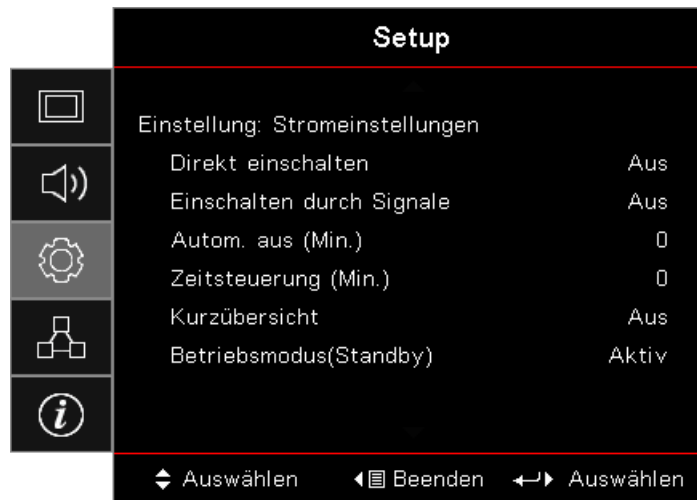 Setup
Einstellung: Stromeinstellungen
Direkt einschalten Aus
Einschalten durch Signale Aus
Autom. aus (Min.) 0
Zeitsteuerung (Min.) 0
Kurzübersicht Aus
Betriebsmodus(Standby) Aktiv
Auswählen Beenden Auswählen